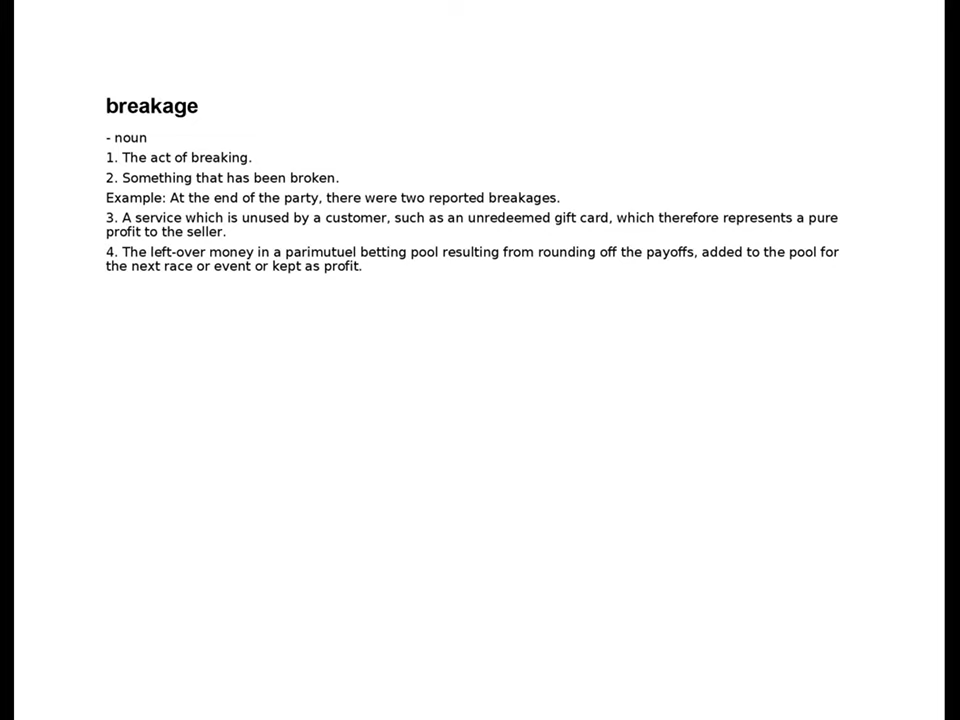 breakage
- noun
1. The act of breaking.
2. Something that has been broken.
Example: At the end of the party, there were two reported breakages.
3. A service which is unused by a customer, such as an unredeemed gift card, which therefore represents a pure
profit to the seller.
4. The left-over money in a parimutuel betting pool resulting from rounding off the payoffs, added to the pool for
the next race or event or kept as profit.